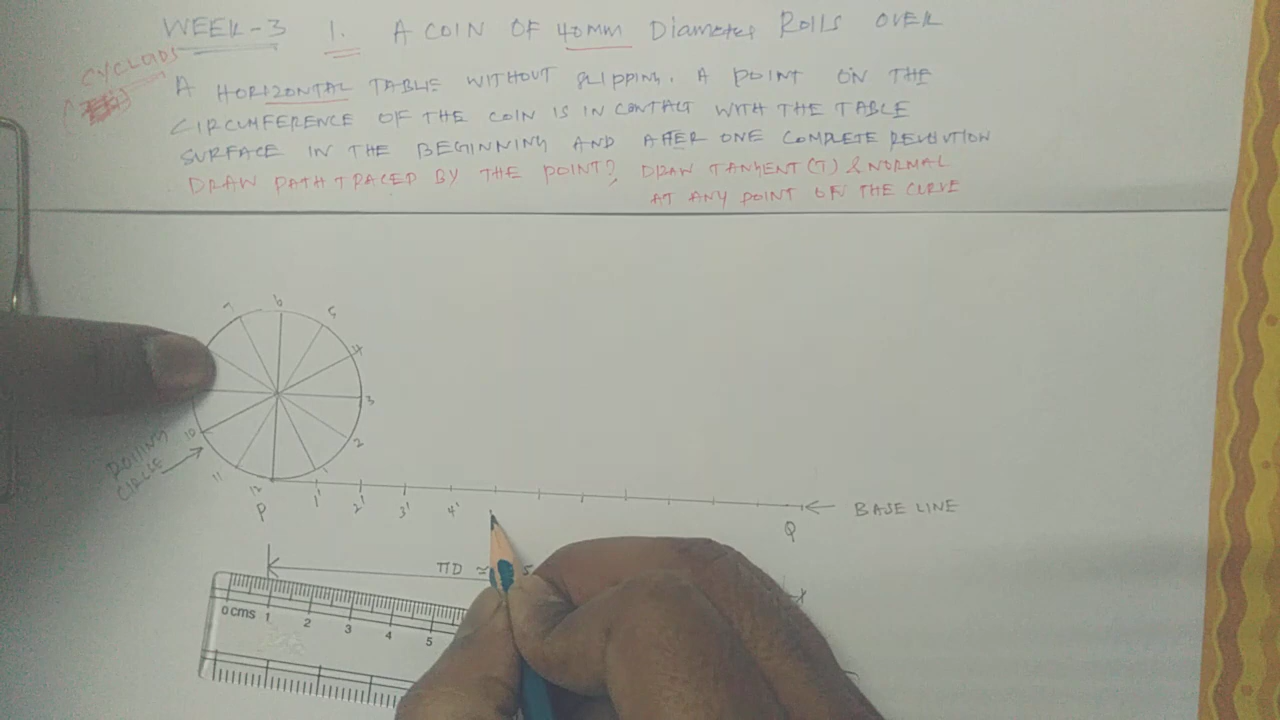 WEEK-3 1. A COIN OF 40MM Diameter ROLLS OVER
CYCLOIDS
A HORIZONTAL TABLE WITHOUT SLIPPING. A POINT ON THE
CIRCUMFERENCE OF THE COIN IS IN CONTACT WITH THE TABLE
SURFACE IN THE BEGINNING AND AFTER ONE COMPLETE REVOLUTION
DRAW PATH TRACED BY THE POINT? DRAW TANGENT (T) & NORMAL
AT ANY POINT ON THE CURVE
7 6 5
4
3
2
10
11
12
1
ROLLING
CIRCLE
P 1' 2' 3' 4'
Q
BASE LINE
ΠD ≈
0cms 1 2 3 4 5